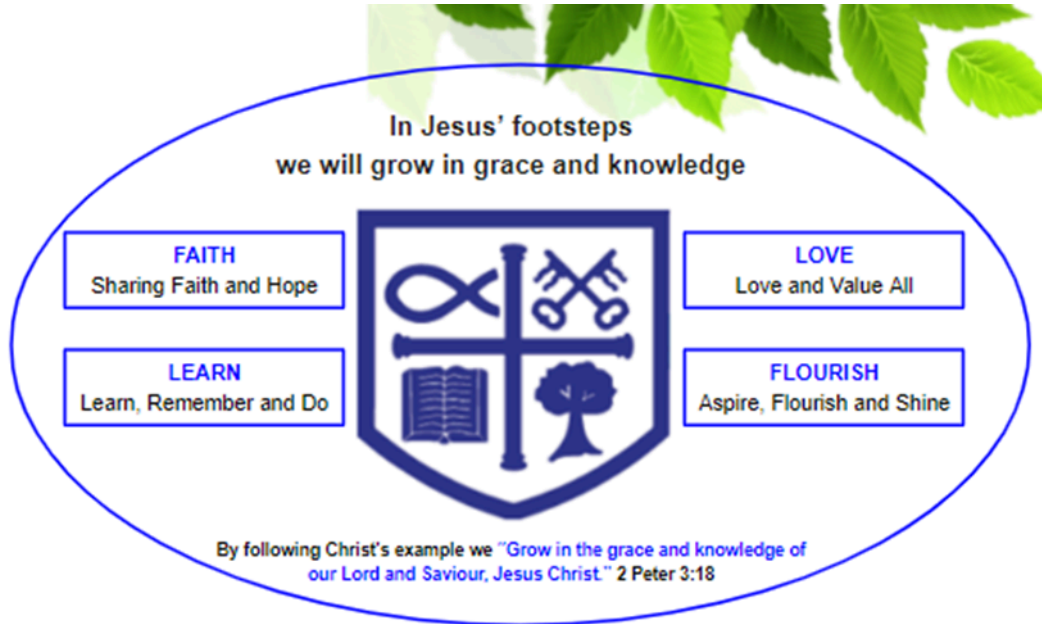 In Jesus’ footsteps
we will grow in grace and knowledge
FAITH
Sharing Faith and Hope
LOVE
Love and Value All
LEARN
Learn, Remember and Do
FLOURISH
Aspire, Flourish and Shine
By following Christ's example we "Grow in the grace and knowledge of
our Lord and Saviour, Jesus Christ." 2 Peter 3:18